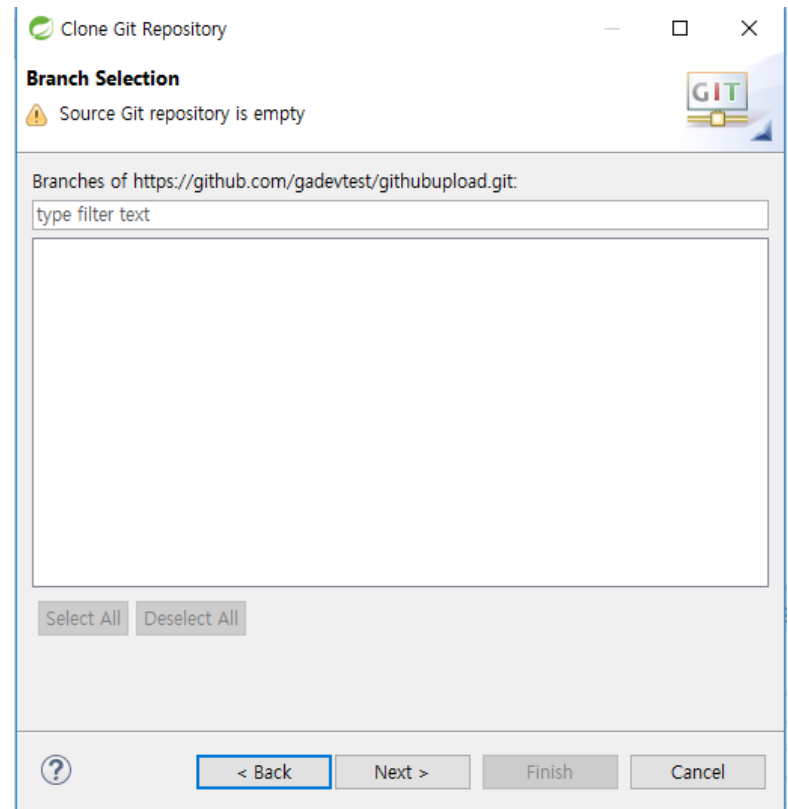 Clone Git Repository
Branch Selection
GIT
Source Git repository is empty
Branches of https://github.com/gadevtest/githubupload.git:
type filter text
Select All Deselect All
? < Back Next > Finish Cancel